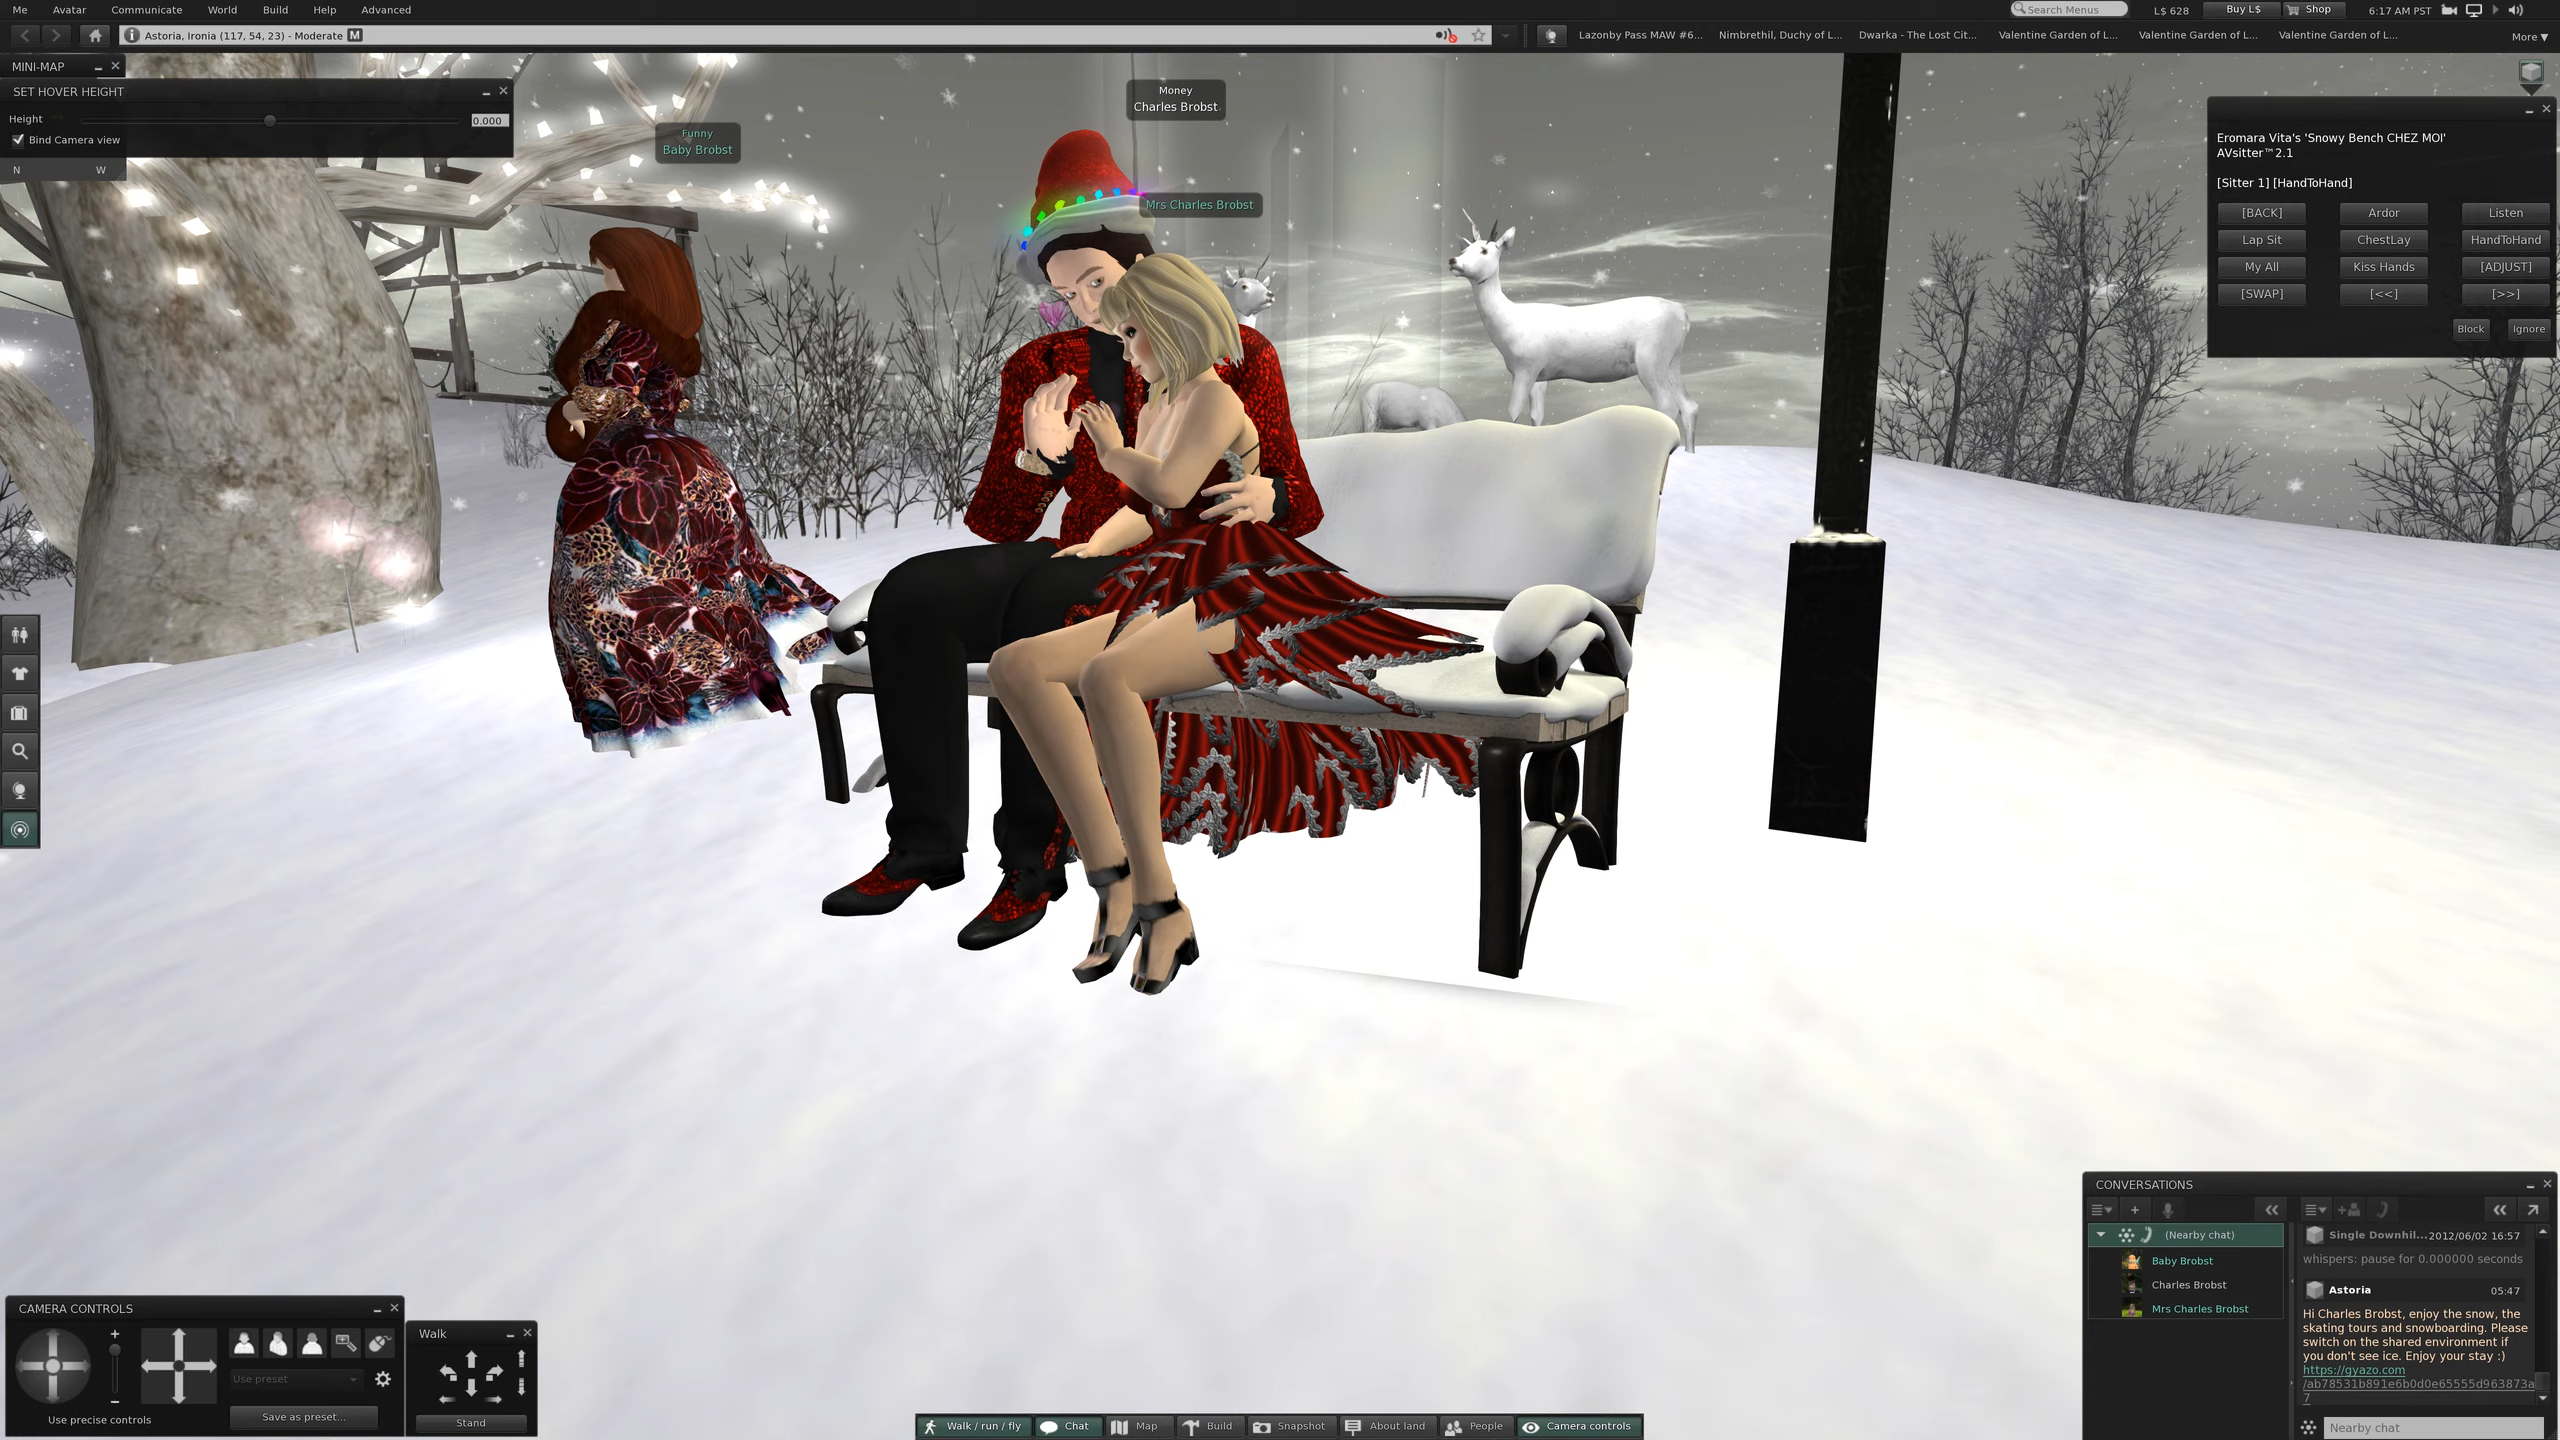 Me Avatar Communicate World Build Help Advanced
Search Menus L$ 628 Buy L$ Shop 6:17 AM PST
Astoria, Ironia (117, 54, 23) - Moderate M
Lazonby Pass MAW #6... Nimbrethil, Duchy of L... Dwarka - The Lost Cit... Valentine Garden of L... Valentine Garden of L... Valentine Garden of L... More
MINI-MAP
SET HOVER HEIGHT
Height 0.000
Bind Camera view
N W
Funny
Baby Brobst
Money
Charles Brobst
Mrs Charles Brobst
Eromara Vita's 'Snowy Bench CHEZ MOI'
AVsitter™2.1
[Sitter 1] [HandToHand]
[BACK] Ardor Listen
Lap Sit ChestLay HandToHand
My All Kiss Hands [ADJUST]
[SWAP] [<<] [>>]
Block Ignore
CONVERSATIONS
(Nearby chat)
Baby Brobst
Charles Brobst
Mrs Charles Brobst
Single Downhil... 2012/06/02 16:57
whispers: pause for 0.000000 seconds
Astoria 05:47
Hi Charles Brobst, enjoy the snow, the
skating tours and snowboarding. Please
switch on the shared environment if
you don't see ice. Enjoy your stay :)
https://gyazo.com
/ab78531b891e6b0d0e65555d963873a
7
Nearby chat
CAMERA CONTROLS
Use preset
Use precise controls
Save as preset...
Walk
Stand
Walk / run / fly Chat Map Build Snapshot About land People Camera controls